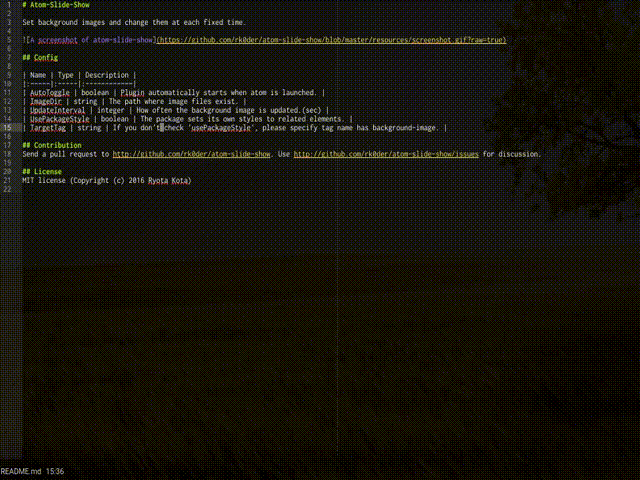 1 # Atom-Slide-Show
2
3 Set background images and change them at each fixed time.
4
5 ![A screenshot of atom-slide-show](https://github.com/rk0der/atom-slide-show/blob/master/resources/screenshot.gif?raw=true)
6
7 ## Config
8
9 | Name | Type | Description |
10 |:-----|:-----|:------------|
11 | AutoToggle | boolean | Plugin automatically starts when atom is launched. |
12 | ImageDir | string | The path where image files exist. |
13 | UpdateInterval | integer | How often the background image is updated.(sec) |
14 | UsePackageStyle | boolean | The package sets its own styles to related elements. |
15 | TargetTag | string | If you don't check 'usePackageStyle', please specify tag name has background-image. |
16
17 ## Contribution
18 Send a pull request to http://github.com/rk0der/atom-slide-show. Use http://github.com/rk0der/atom-slide-show/issues for discussion.
19
20 ## License
21 MIT license (Copyright (c) 2016 Ryota Kota)
22
README.md 15:36